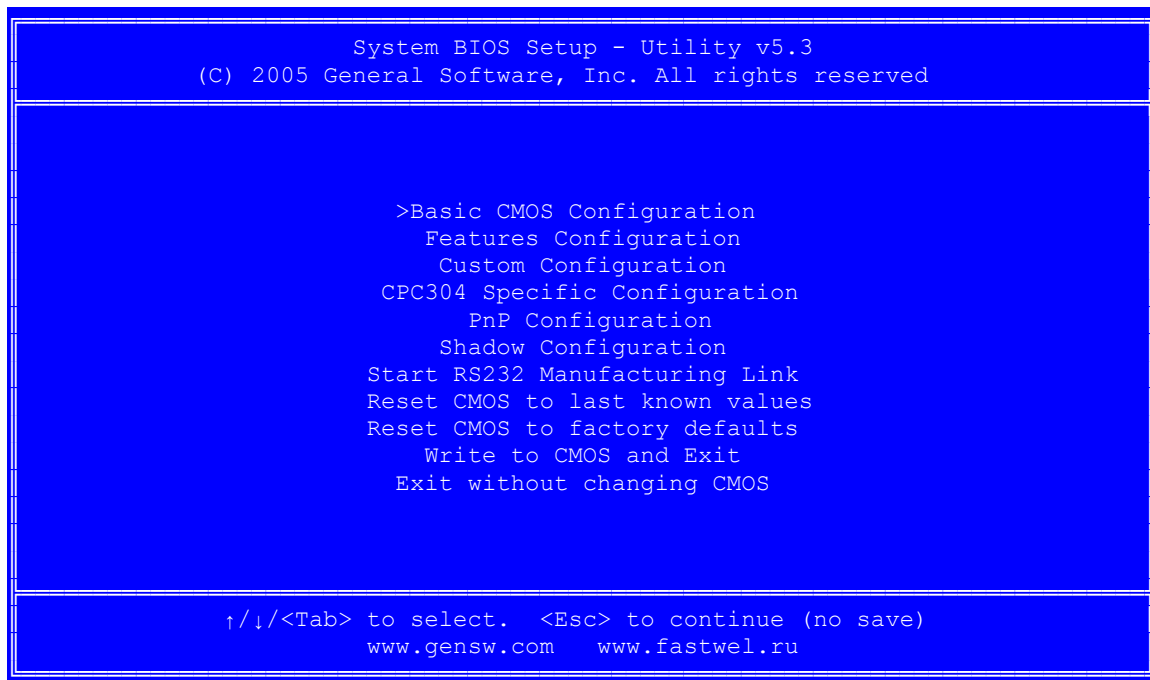 System BIOS Setup - Utility v5.3
(C) 2005 General Software, Inc. All rights reserved
>Basic CMOS Configuration
Features Configuration
Custom Configuration
CPC304 Specific Configuration
PnP Configuration
Shadow Configuration
Start RS232 Manufacturing Link
Reset CMOS to last known values
Reset CMOS to factory defaults
Write to CMOS and Exit
Exit without changing CMOS
↑/↓/<Tab> to select.  <Esc> to continue (no save)
www.gensw.com   www.fastwel.ru